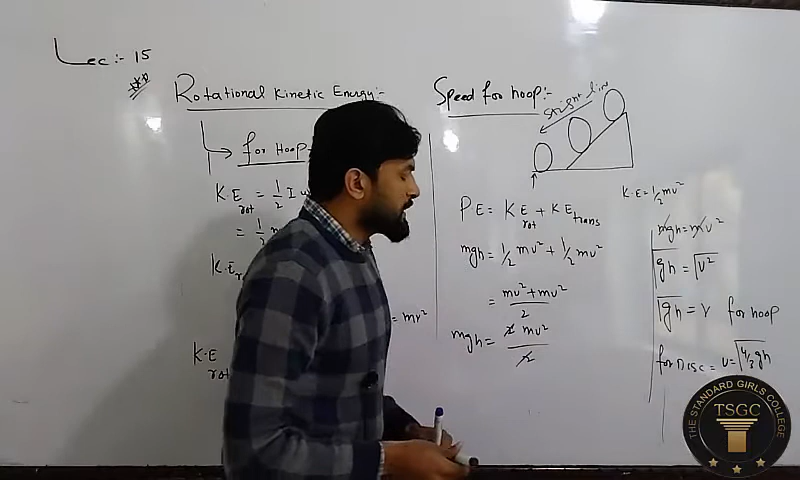 Lec:- 15
Rotational Kinetic Energy:-
for Hoop
K.E rot = 1/2 I
= 1/2
K.E
= mr²
K.E rot
Speed for hoop:-
straight line
PE = KE rot + KE trans
mgh = 1/2 mv² + 1/2 mv²
= mv² + mv² / 2
mgh = 2 mv² / 2
K.E = 1/2 mv²
mgh = mv²
√gh = √v²
√gh = v for hoop
for Disc = v = √4/3 gh
THE STANDARD GIRLS COLLEGE
TSGC